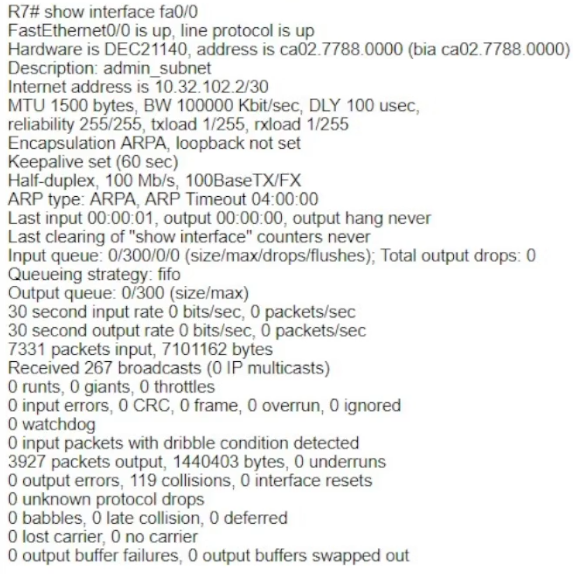 R7# show interface fa0/0
FastEthernet0/0 is up, line protocol is up
Hardware is DEC21140, address is ca02.7788.0000 (bia ca02.7788.0000)
Description: admin_subnet
Internet address is 10.32.102.2/30
MTU 1500 bytes, BW 100000 Kbit/sec, DLY 100 usec,
reliability 255/255, txload 1/255, rxload 1/255
Encapsulation ARPA, loopback not set
Keepalive set (60 sec)
Half-duplex, 100 Mb/s, 100BaseTX/FX
ARP type: ARPA, ARP Timeout 04:00:00
Last input 00:00:01, output 00:00:00, output hang never
Last clearing of "show interface" counters never
Input queue: 0/300/0/0 (size/max/drops/flushes); Total output drops: 0
Queueing strategy: fifo
Output queue: 0/300 (size/max)
30 second input rate 0 bits/sec, 0 packets/sec
30 second output rate 0 bits/sec, 0 packets/sec
7331 packets input, 7101162 bytes
Received 267 broadcasts (0 IP multicasts)
0 runts, 0 giants, 0 throttles
0 input errors, 0 CRC, 0 frame, 0 overrun, 0 ignored
0 watchdog
0 input packets with dribble condition detected
3927 packets output, 1440403 bytes, 0 underruns
0 output errors, 119 collisions, 0 interface resets
0 unknown protocol drops
0 babbles, 0 late collision, 0 deferred
0 lost carrier, 0 no carrier
0 output buffer failures, 0 output buffers swapped out